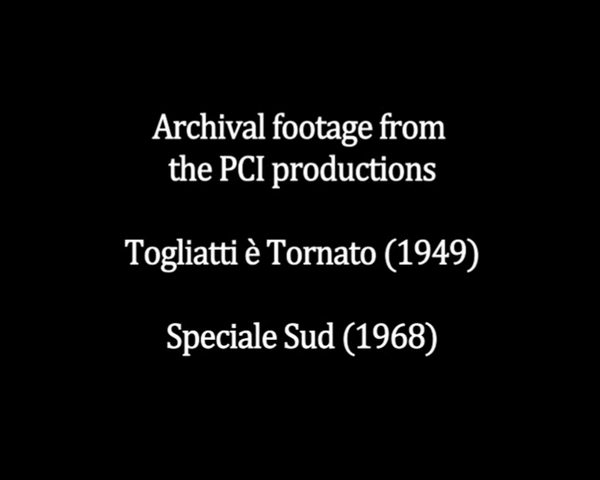 Archival footage from
the PCI productions
Togliatti è Tornato (1949)
Speciale Sud (1968)